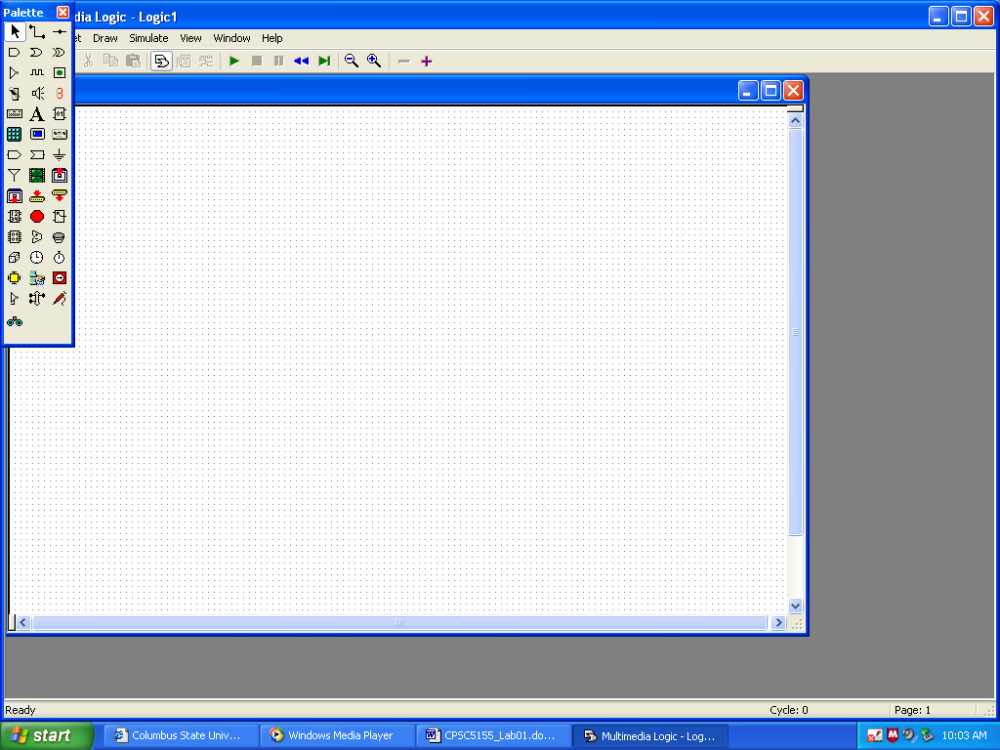 Palette
dia Logic - Logic1
et Draw Simulate View Window Help
A
Ready
Cycle: 0
Page: 1
start
Columbus State Univ...
Windows Media Player
CPSC5155_Lab01.do...
Multimedia Logic - Log...
10:03 AM